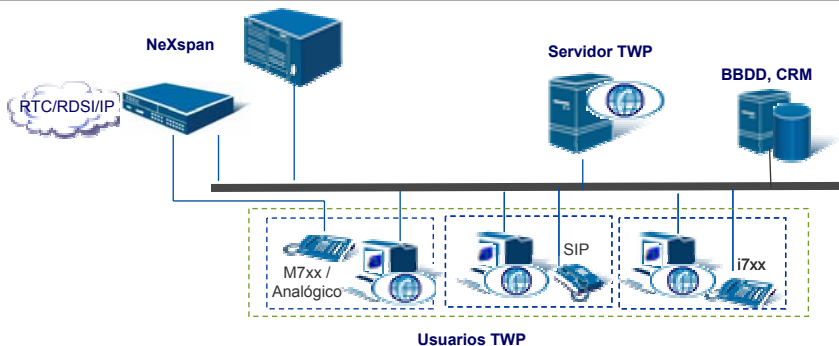 NeXspan
Servidor TWP
BBDD, CRM
RTC/RDSI/IP
SIP
M7xx /
Analógico
i7xx
Usuarios TWP